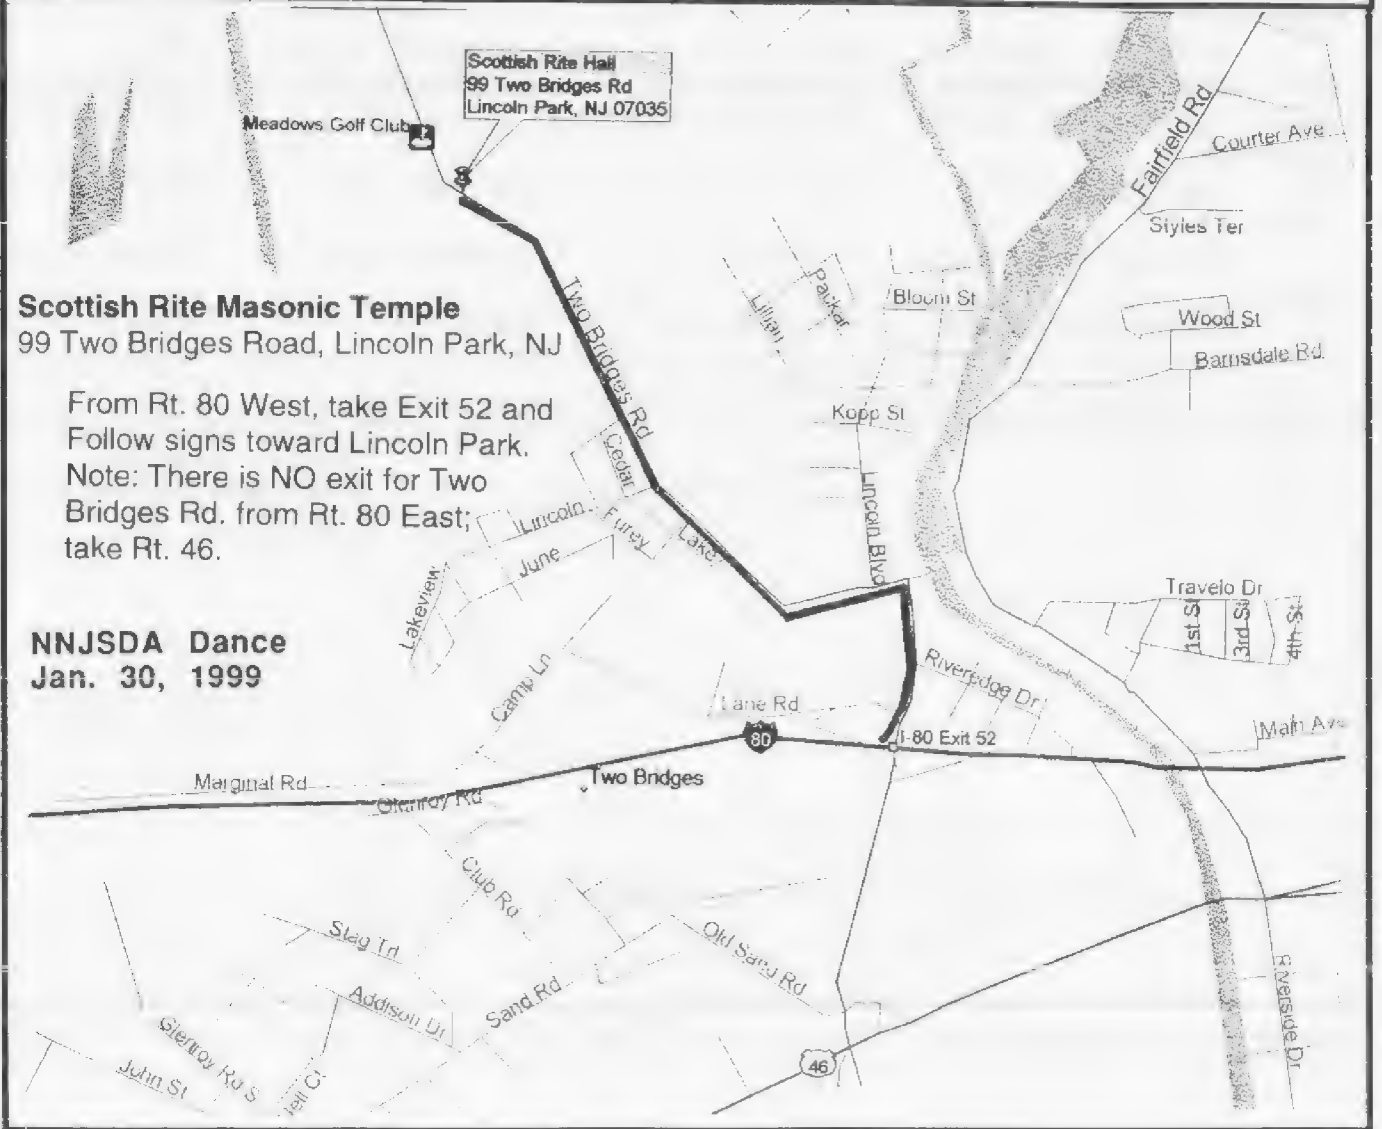 Scottish Rite Hall
99 Two Bridges Rd
Lincoln Park, NJ 07035
Meadows Golf Club
Fairfield Rd
Courter Ave
Styles Ter
Scottish Rite Masonic Temple
99 Two Bridges Road, Lincoln Park, NJ
Two Bridges Rd
Lillian
Packar
Bloom St
Wood St
Barnsdale Rd
From Rt. 80 West, take Exit 52 and
Follow signs toward Lincoln Park.
Note: There is NO exit for Two
Bridges Rd. from Rt. 80 East;
take Rt. 46.
Kopp St
Cedar
Lincoln
Furey
Lake
Lincoln Blvd
June
Lakeview
Travelo Dr
1st St
3rd St
4th St
NNJSDA Dance
Jan. 30, 1999
Camp Ln
Riveredge Dr
Lane Rd
80
I-80 Exit 52
Main Ave
Marginal Rd
Glenroy Rd
Two Bridges
Club Rd
Stag Trl
Old Sand Rd
Sand Rd
Addison Dr
Riverside Dr
Glenroy Rd S
John St
46